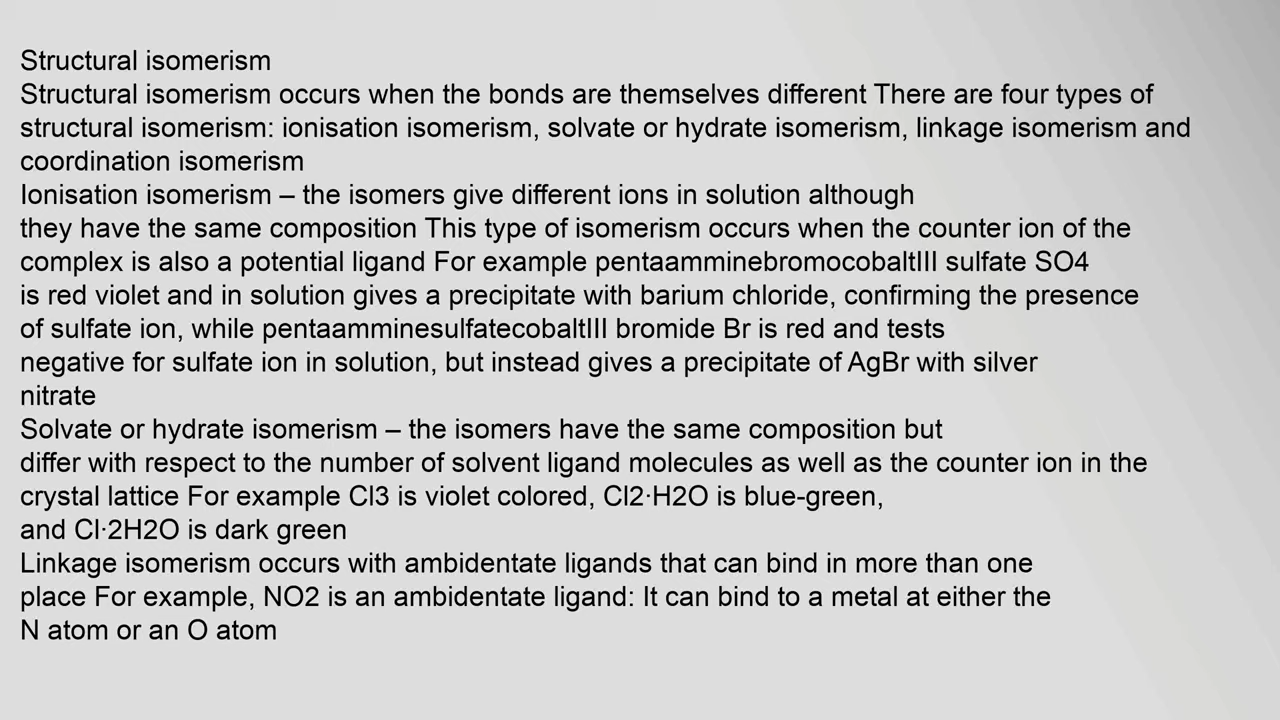 Structural isomerism
Structural isomerism occurs when the bonds are themselves different There are four types of
structural isomerism: ionisation isomerism, solvate or hydrate isomerism, linkage isomerism and
coordination isomerism
Ionisation isomerism – the isomers give different ions in solution although
they have the same composition This type of isomerism occurs when the counter ion of the
complex is also a potential ligand For example pentaamminebromocobaltIII sulfate SO4
is red violet and in solution gives a precipitate with barium chloride, confirming the presence
of sulfate ion, while pentaamminesulfatecobaltIII bromide Br is red and tests
negative for sulfate ion in solution, but instead gives a precipitate of AgBr with silver
nitrate
Solvate or hydrate isomerism – the isomers have the same composition but
differ with respect to the number of solvent ligand molecules as well as the counter ion in the
crystal lattice For example Cl3 is violet colored, Cl2·H2O is blue-green,
and Cl·2H2O is dark green
Linkage isomerism occurs with ambidentate ligands that can bind in more than one
place For example, NO2 is an ambidentate ligand: It can bind to a metal at either the
N atom or an O atom